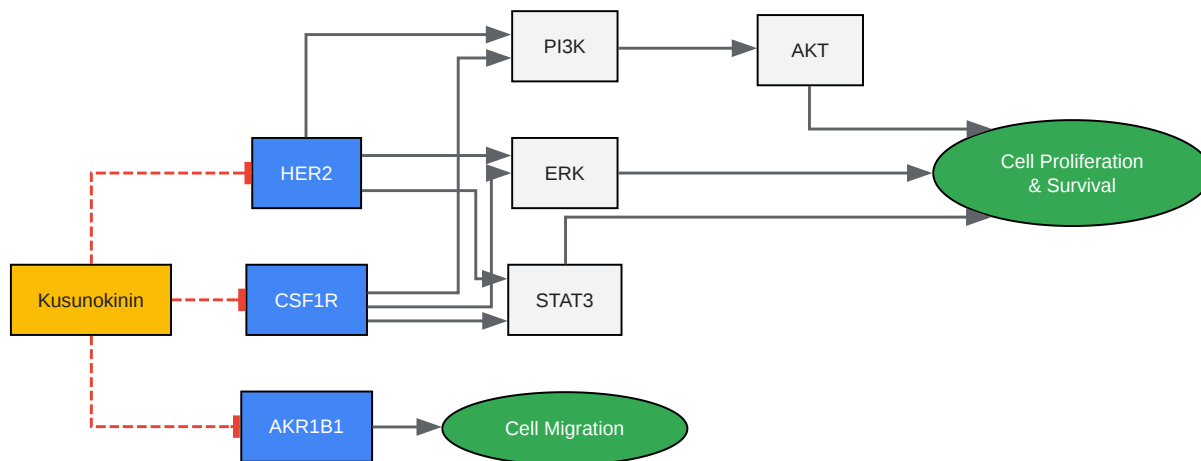 PI3K
AKT
HER2
ERK
Cell Proliferation
& Survival
Kusunokinin
CSF1R
STAT3
AKR1B1
Cell Migration